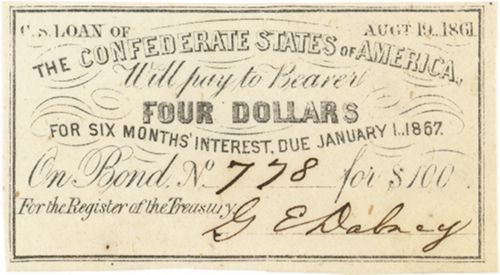 C.S. LOAN OF AUGT 19. 1861.
THE CONFEDERATE STATES OF AMERICA,
Will pay to Bearer
FOUR DOLLARS
FOR SIX MONTHS' INTEREST, DUE JANUARY 1.. 1867.
On Bond, No 778 for $100
For the Register of the Treasury. G E Dabney